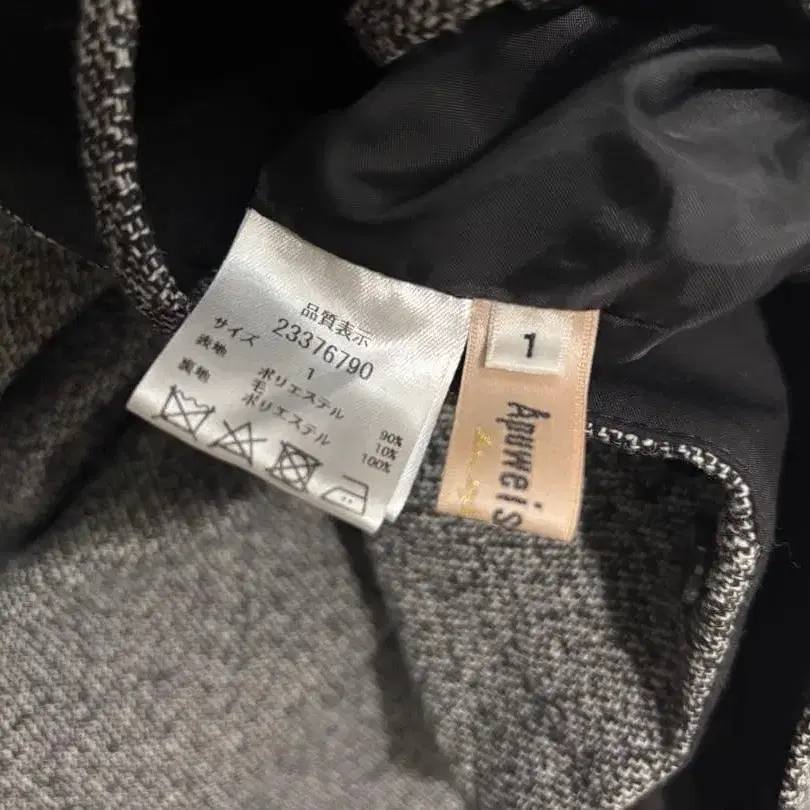 品質表示
23376790
サイズ 1
表地 ポリエステル 90%
毛 10%
裏地 ポリエステル 100%
1
Apuweis